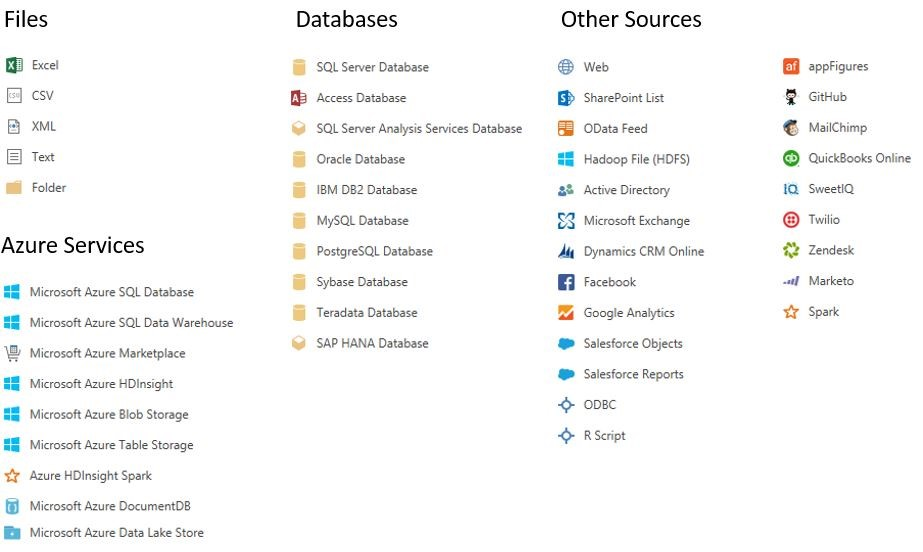 Files
Excel
CSV
XML
Text
Folder
Azure Services
Microsoft Azure SQL Database
Microsoft Azure SQL Data Warehouse
Microsoft Azure Marketplace
Microsoft Azure HDInsight
Microsoft Azure Blob Storage
Microsoft Azure Table Storage
Azure HDInsight Spark
Microsoft Azure DocumentDB
Microsoft Azure Data Lake Store
Databases
SQL Server Database
Access Database
SQL Server Analysis Services Database
Oracle Database
IBM DB2 Database
MySQL Database
PostgreSQL Database
Sybase Database
Teradata Database
SAP HANA Database
Other Sources
Web
SharePoint List
OData Feed
Hadoop File (HDFS)
Active Directory
Microsoft Exchange
Dynamics CRM Online
Facebook
Google Analytics
Salesforce Objects
Salesforce Reports
ODBC
R Script
appFigures
GitHub
MailChimp
QuickBooks Online
SweetIQ
Twilio
Zendesk
Marketo
Spark